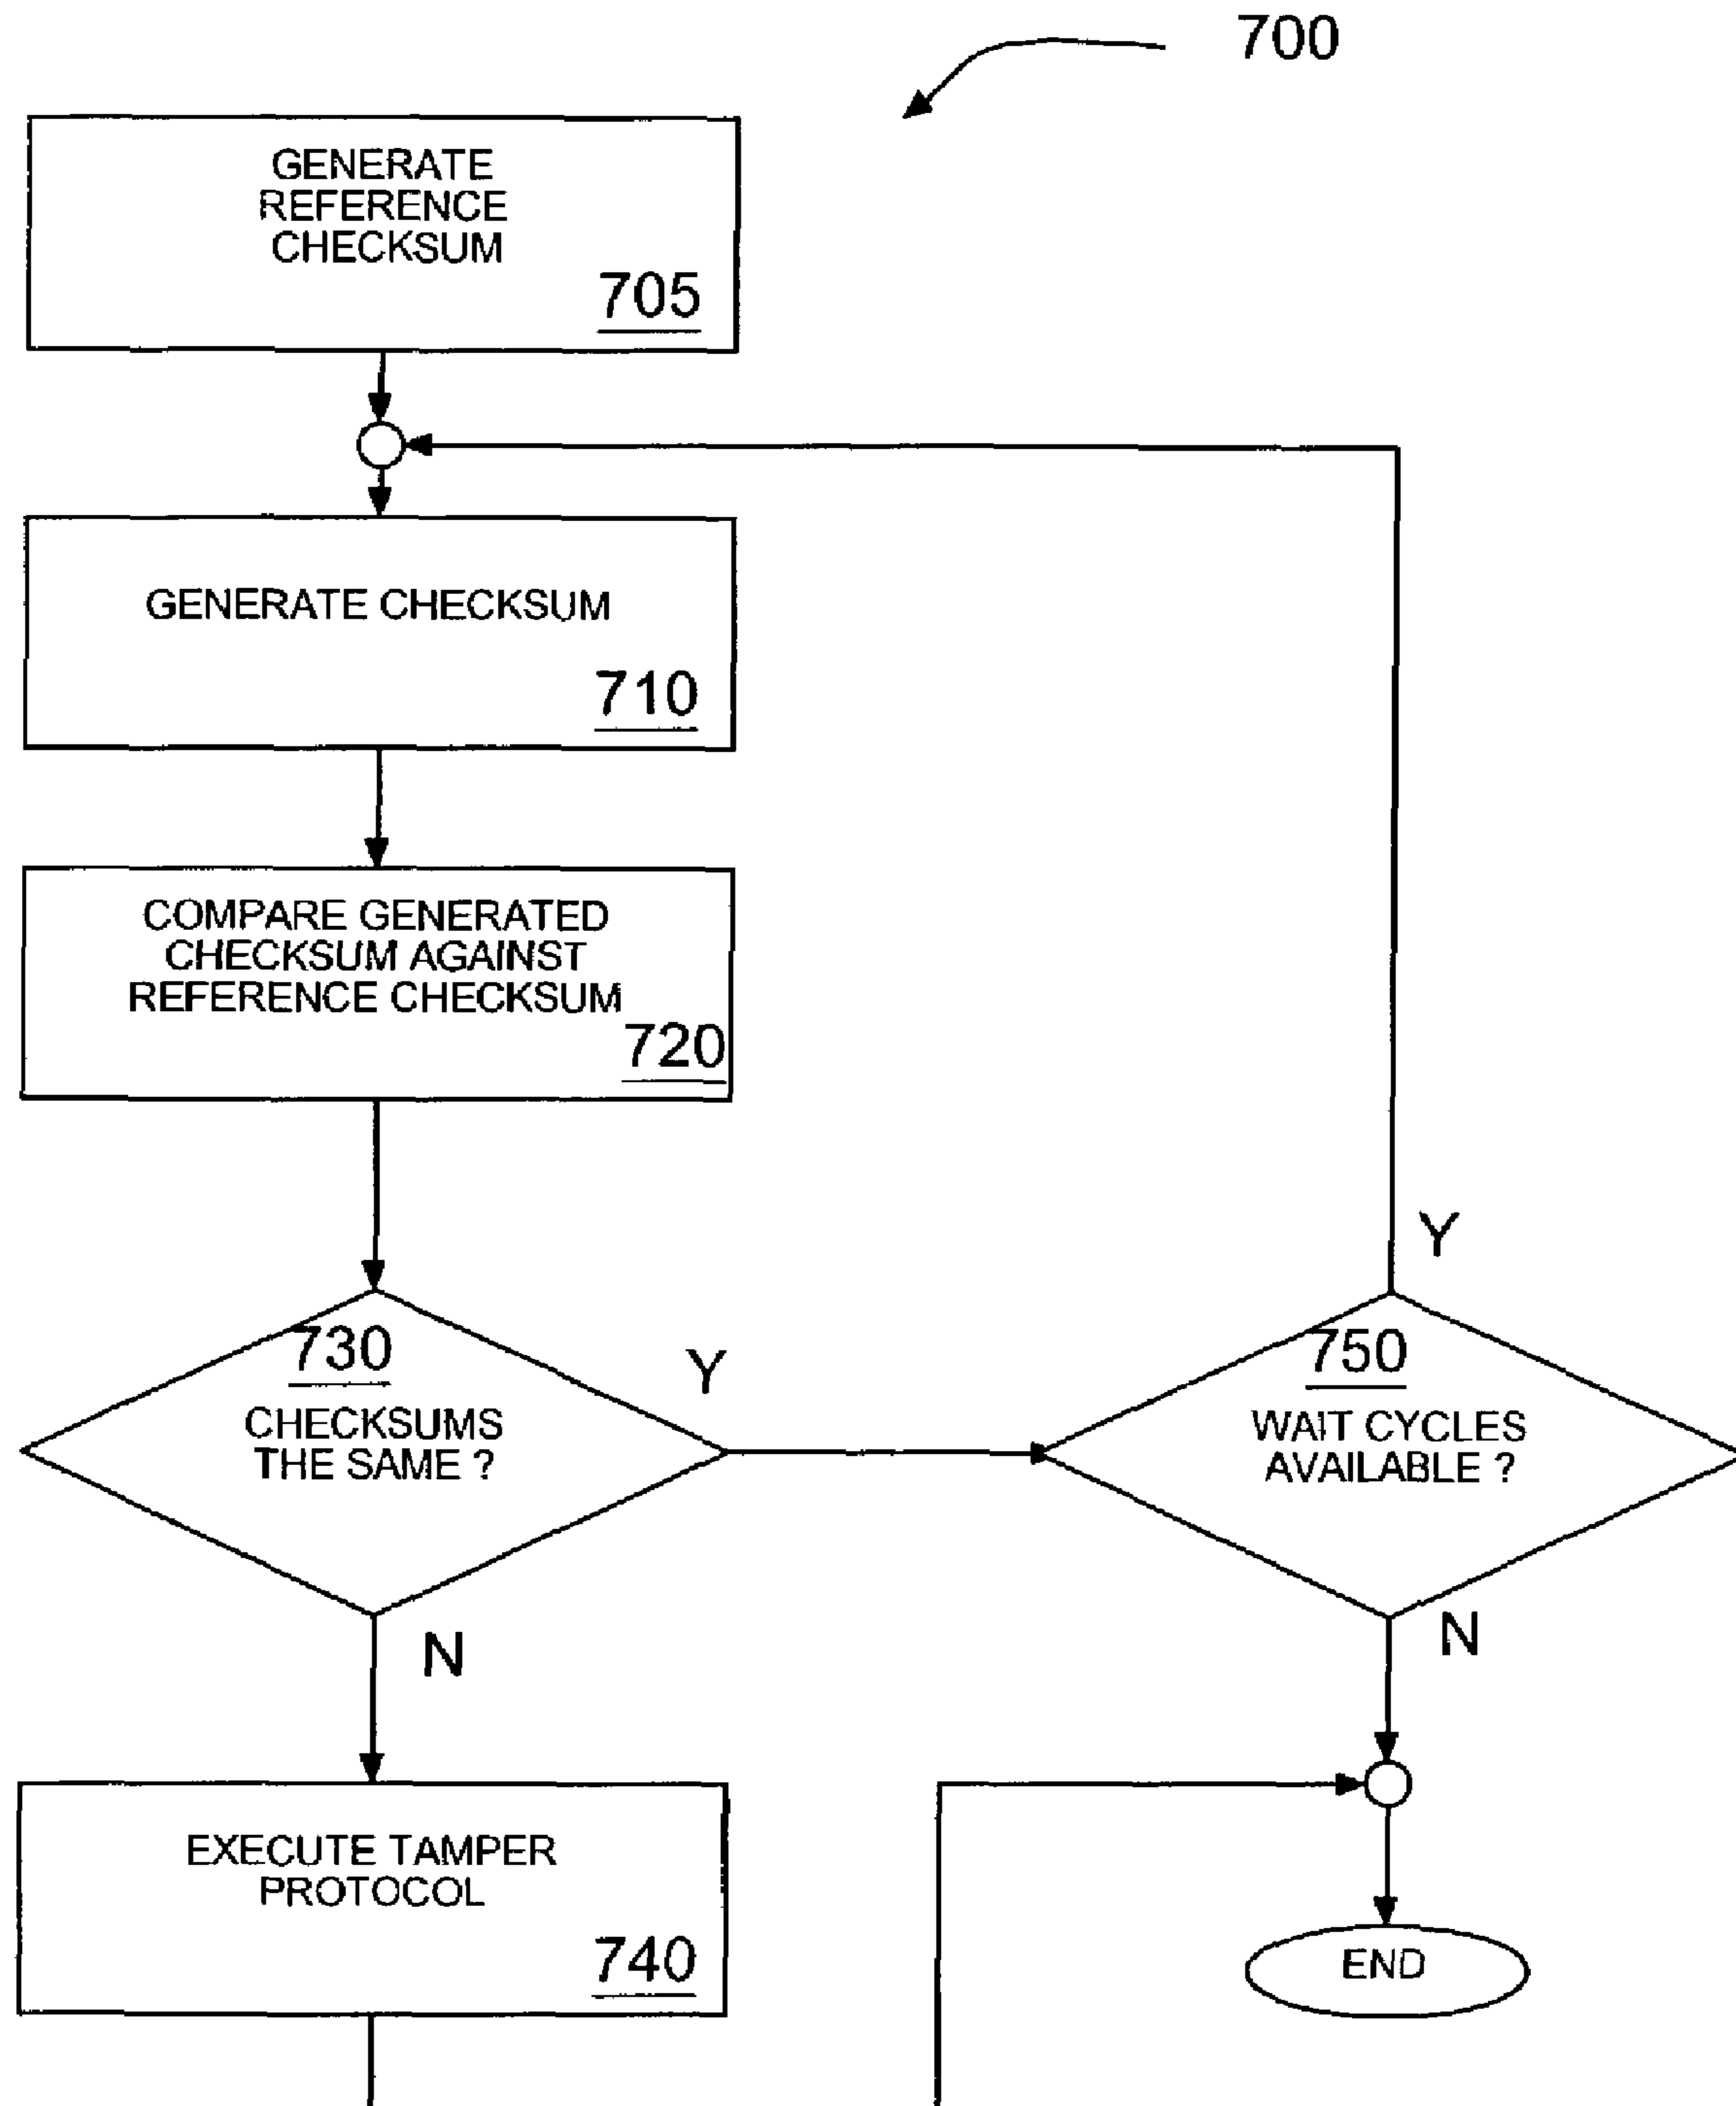 700
GENERATE
REFERENCE
CHECKSUM
705
GENERATE CHECKSUM
710
COMPARE GENERATED
CHECKSUM AGAINST
REFERENCE CHECKSUM
720
730
CHECKSUMS
THE SAME ?
Y
N
750
WAIT CYCLES
AVAILABLE ?
Y
N
EXECUTE TAMPER
PROTOCOL
740
END